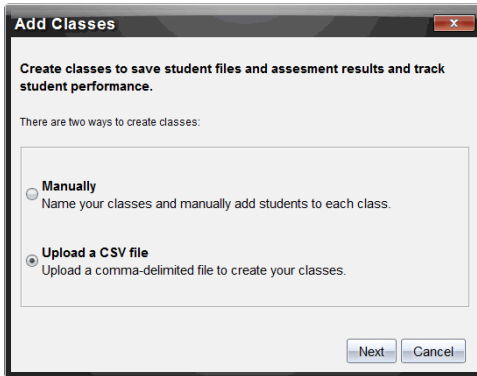 Add Classes
x
Create classes to save student files and assesment results and track
student performance.
There are two ways to create classes:
Manually
Name your classes and manually add students to each class.
Upload a CSV file
Upload a comma-delimited file to create your classes.
Next Cancel